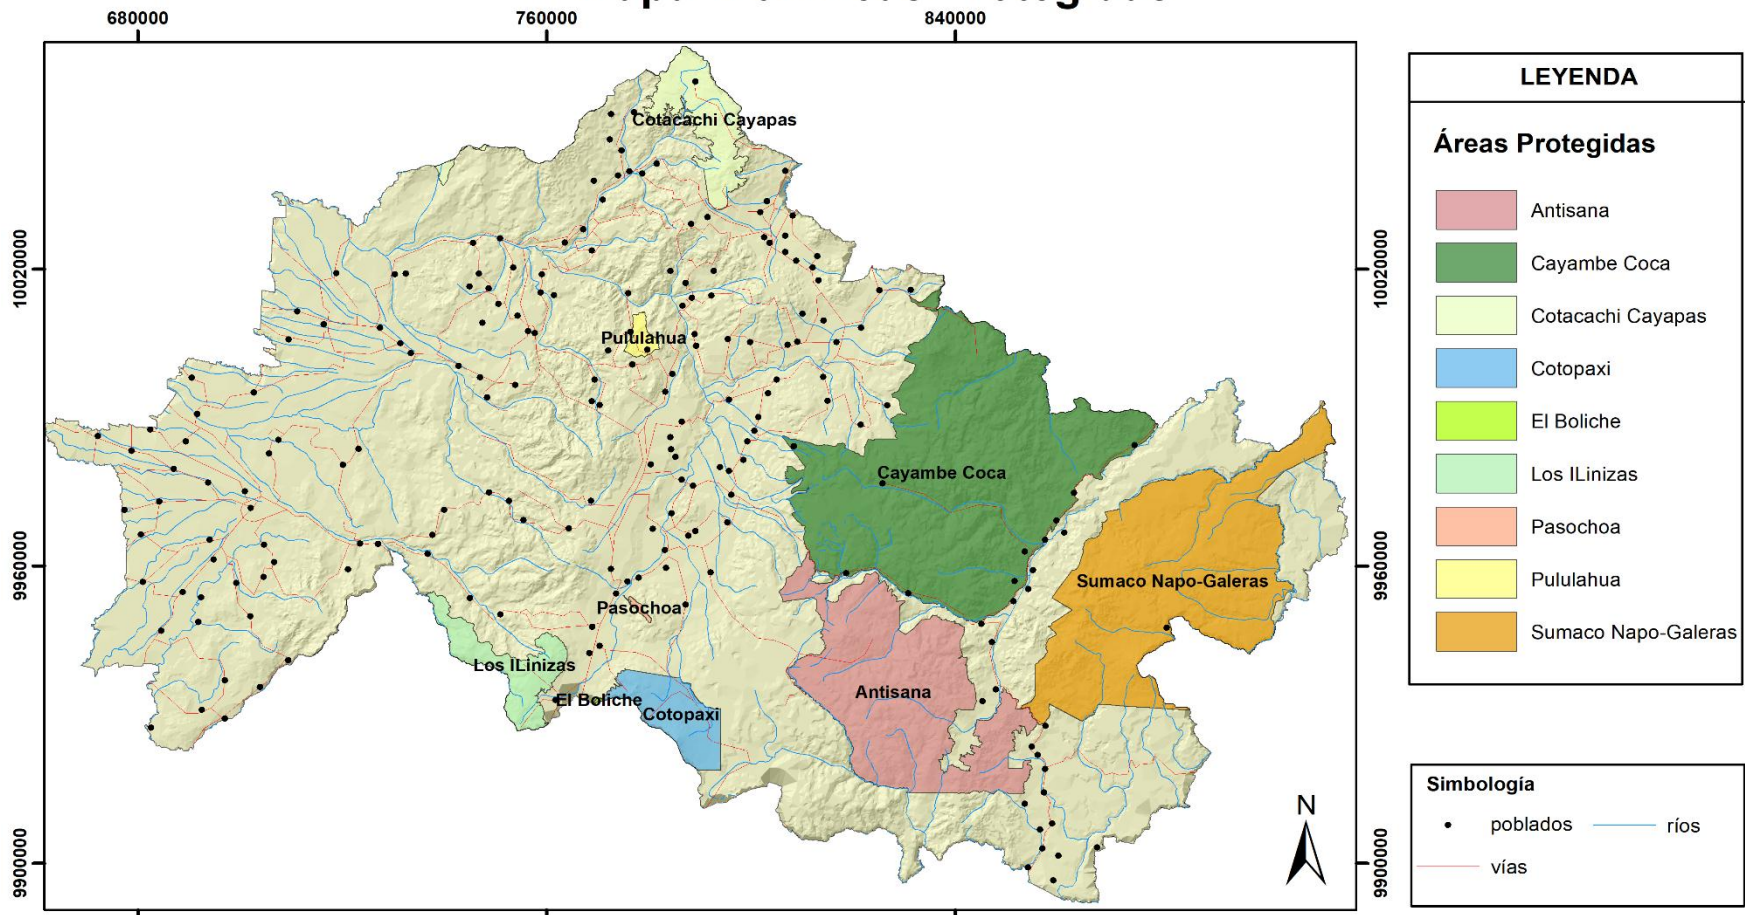 680000
760000
840000
10020000
9960000
9900000
10020000
9960000
9900000
Cotacachi Cayapas
Pululahua
Cayambe Coca
Sumaco Napo-Galeras
Pasochoa
Los ILinizas
El Boliche
Cotopaxi
Antisana
N
LEYENDA
Áreas Protegidas
Antisana
Cayambe Coca
Cotacachi Cayapas
Cotopaxi
El Boliche
Los ILinizas
Pasochoa
Pululahua
Sumaco Napo-Galeras
Simbología
poblados
ríos
vías